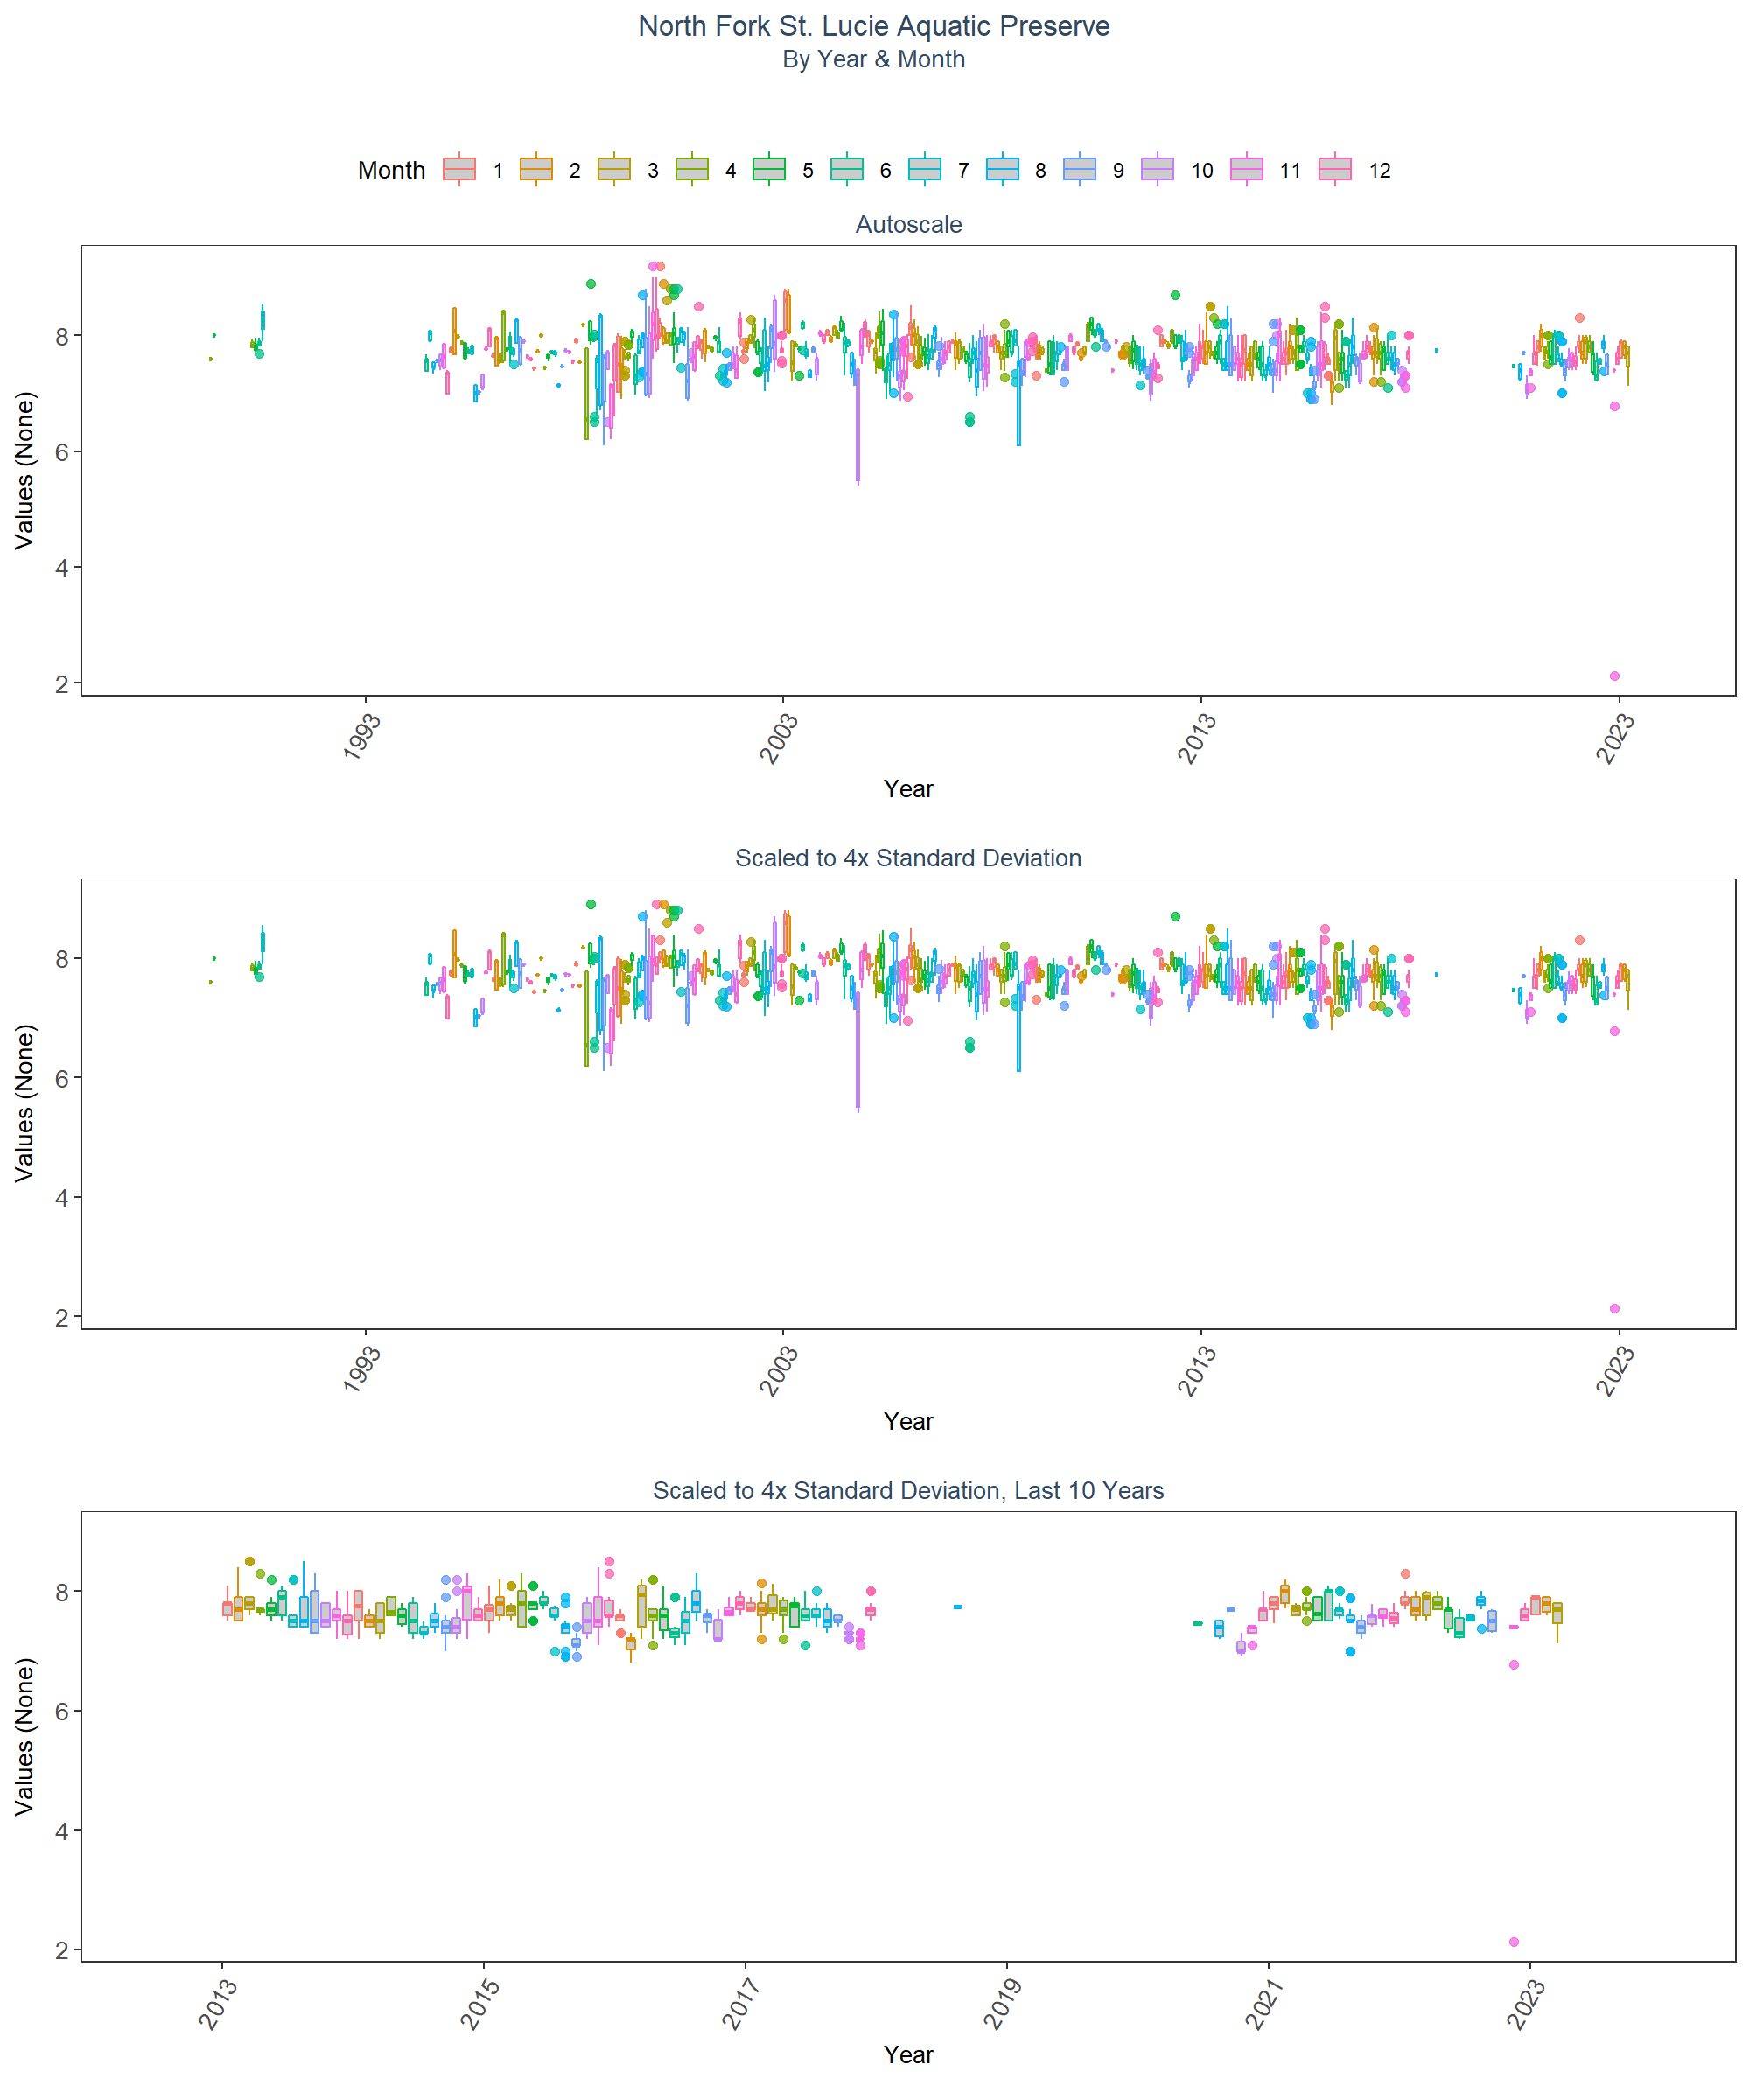 North Fork St. Lucie Aquatic Preserve
By Year & Month
Month 1 2 3 4 5 6 7 8 9 10 11 12
Autoscale
Values (None)
8
6
4
2
1993 2003 2013 2023
Year
Scaled to 4x Standard Deviation
Values (None)
8
6
4
2
1993 2003 2013 2023
Year
Scaled to 4x Standard Deviation, Last 10 Years
Values (None)
8
6
4
2
2013 2015 2017 2019 2021 2023
Year